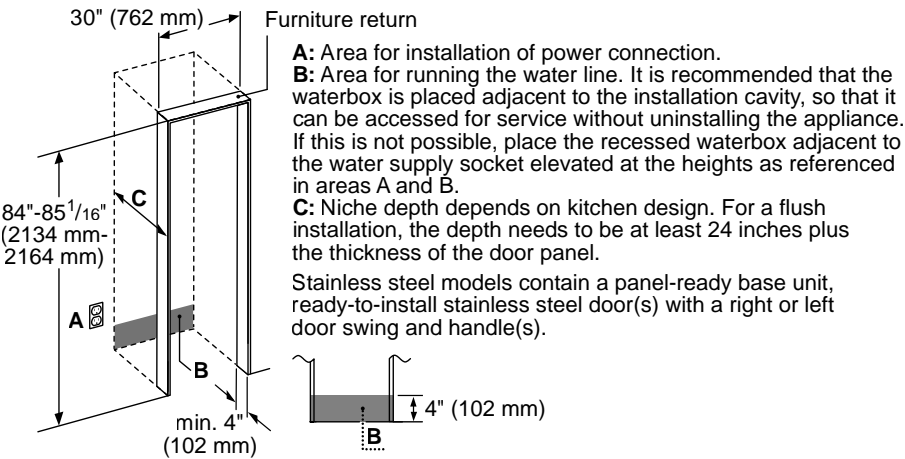 30" (762 mm)
Furniture return
A: Area for installation of power connection.
B: Area for running the water line. It is recommended that the
waterbox is placed adjacent to the installation cavity, so that it
can be accessed for service without uninstalling the appliance.
If this is not possible, place the recessed waterbox adjacent to
the water supply socket elevated at the heights as referenced
in areas A and B.
C: Niche depth depends on kitchen design. For a flush
installation, the depth needs to be at least 24 inches plus
the thickness of the door panel.
Stainless steel models contain a panel-ready base unit,
ready-to-install stainless steel door(s) with a right or left
door swing and handle(s).
C
84"-85 1/16"
(2134 mm-
2164 mm)
A
B
min. 4"
(102 mm)
4" (102 mm)
B